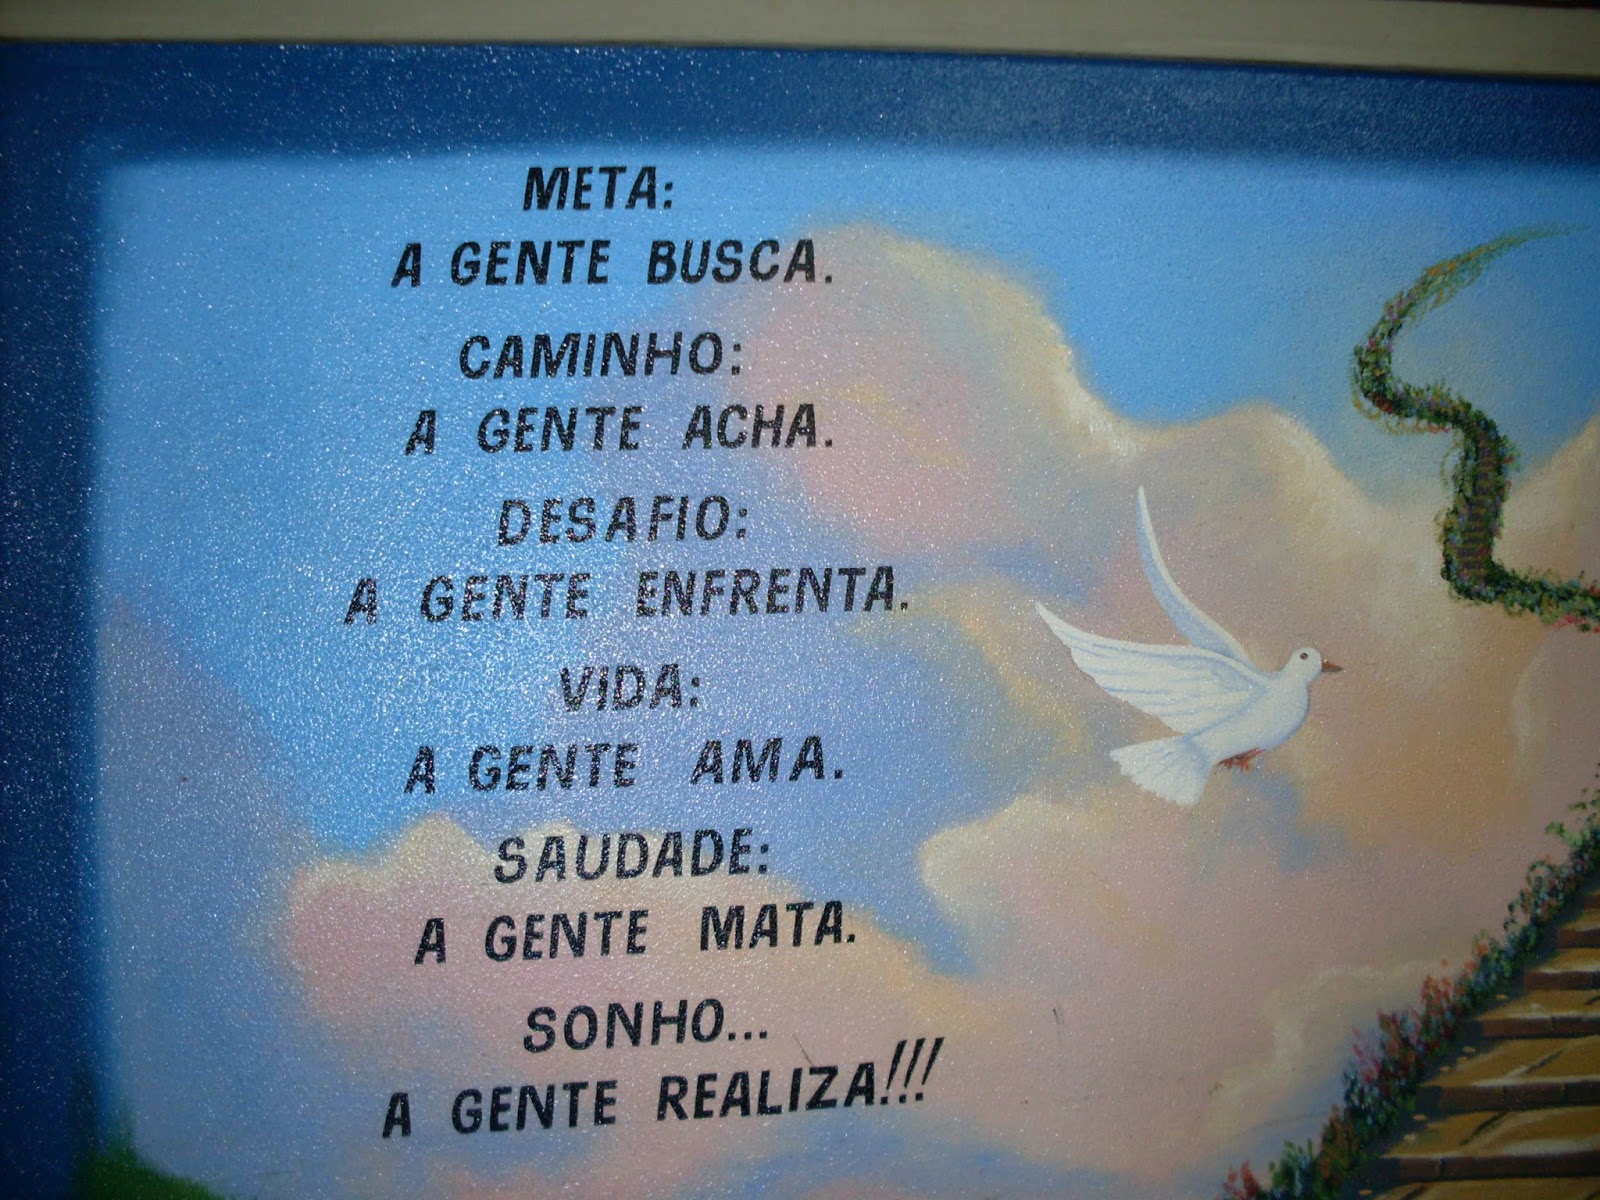 META:
A GENTE BUSCA.
CAMINHO:
A GENTE ACHA.
DESAFIO:
A GENTE ENFRENTA.
VIDA:
A GENTE AMA.
SAUDADE:
A GENTE MATA.
SONHO...
A GENTE REALIZA!!!